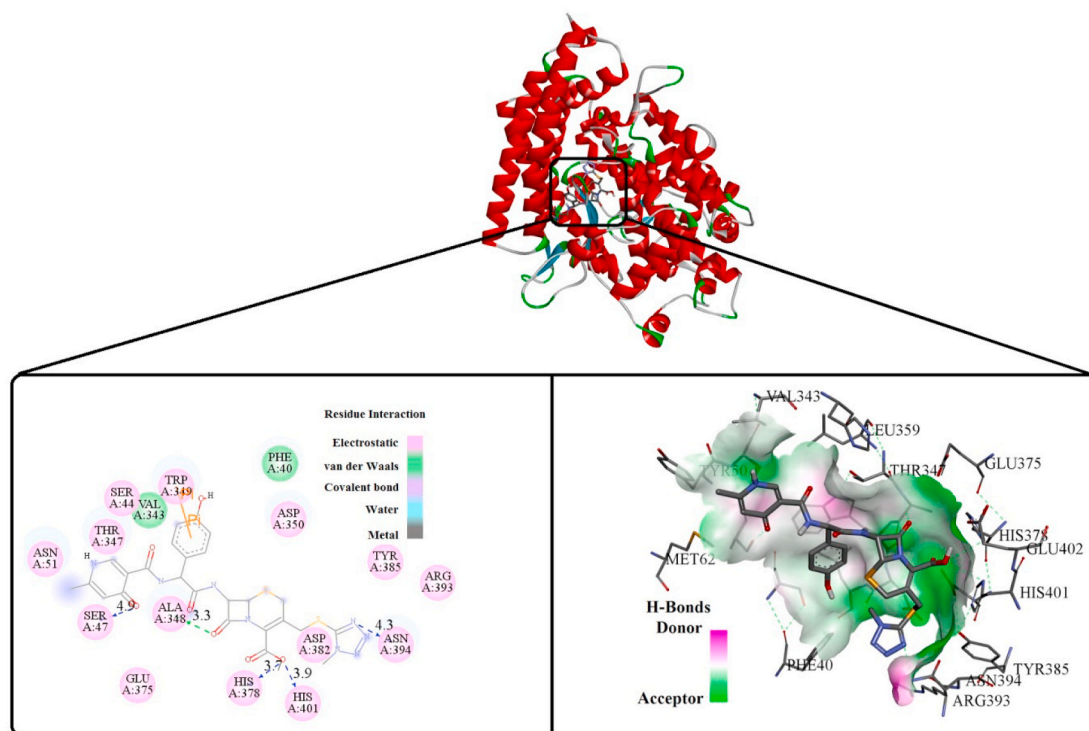 Residue Interaction
Electrostatic
van der Waals
Covalent bond
Water
Metal
PHE
A:40
TRP
A:349
H
SER
A:44
VAL
A:343
Pi
ASP
A:350
THR
A:347
ASN
A:51
H
TYR
A:385
ARG
A:393
SER
A:47
4.9
ALA
A:348
3.3
4.3
ASP
A:382
ASN
A:394
GLU
A:375
HIS
A:378
3.7
3.9
HIS
A:401
VAL343
LEU359
TYR50
THR347
GLU375
MET62
HIS378
GLU402
HIS401
PHE40
TYR385
ASN394
ARG393
H-Bonds
Donor
Acceptor